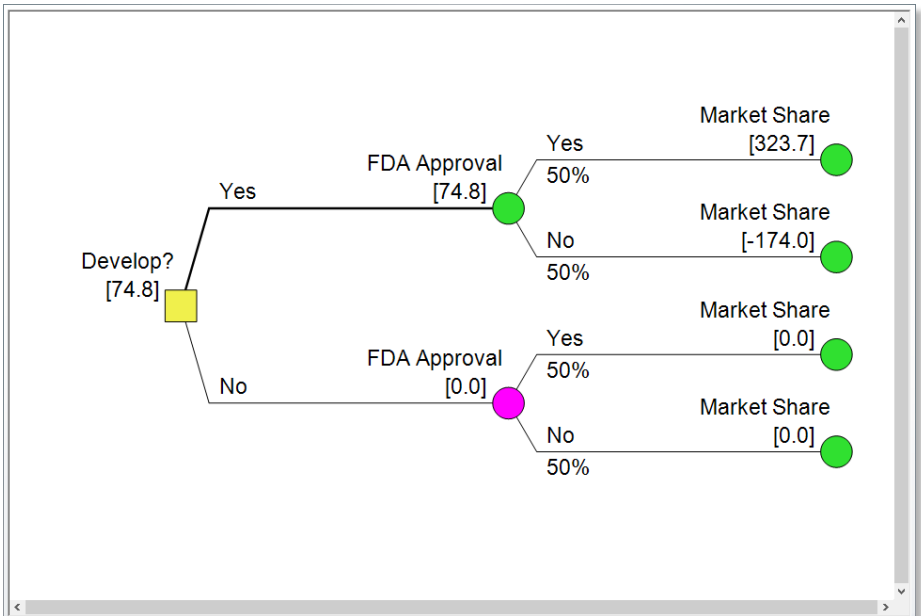 Market Share
[323.7]
Yes
50%
FDA Approval
[74.8]
Yes
Market Share
[-174.0]
No
50%
Develop?
[74.8]
Market Share
[0.0]
Yes
50%
FDA Approval
[0.0]
No
Market Share
[0.0]
No
50%